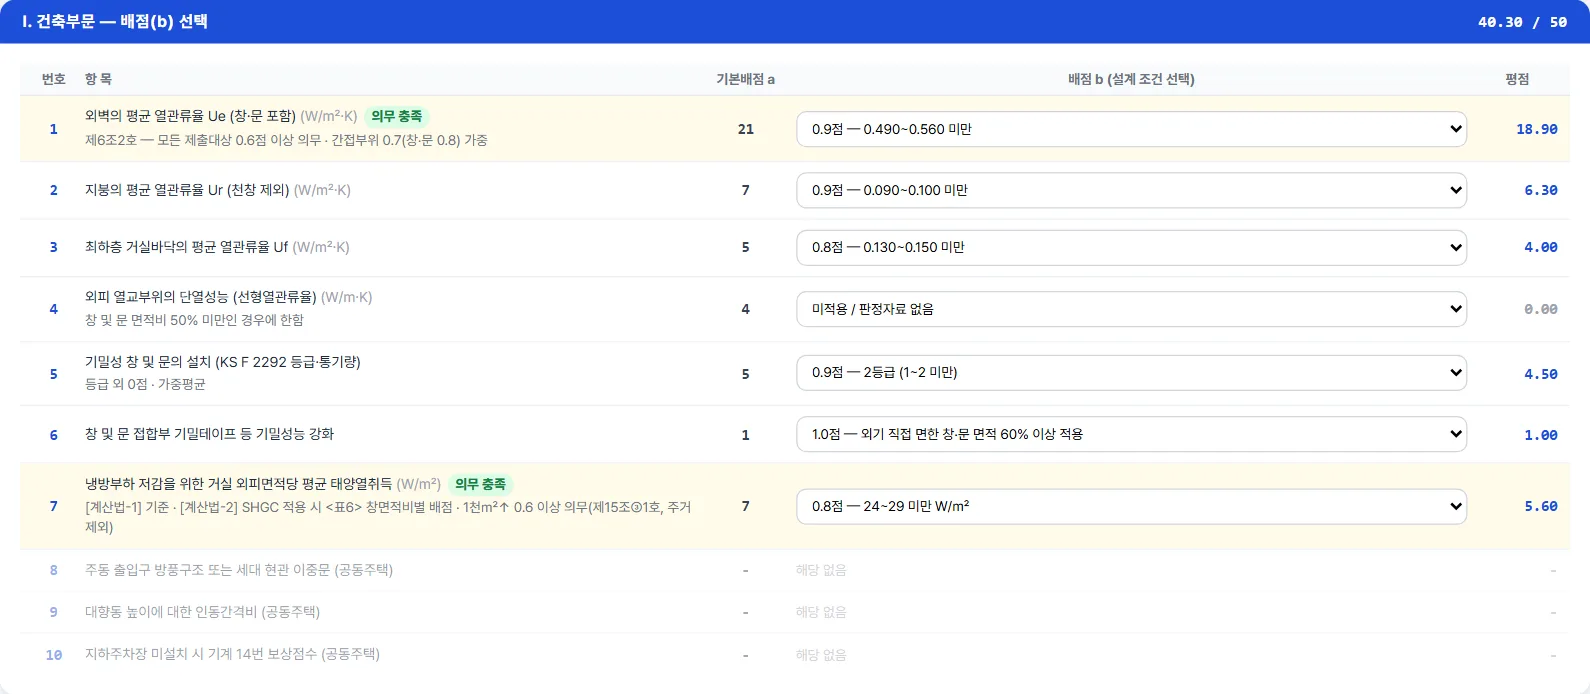 I. 건축부문 — 배점(b) 선택
40.30 / 50
번호 항 목 기본배점 a 배점 b (설계 조건 선택) 평점
1 외벽의 평균 열관류율 Ue (창·문 포함) (W/m²·K) 의무 충족 21 0.9점 — 0.490~0.560 미만 18.90
제6조2호 — 모든 제출대상 0.6점 이상 의무 · 간접부위 0.7(창·문 0.8) 가중
2 지붕의 평균 열관류율 Ur (천창 제외) (W/m²·K) 7 0.9점 — 0.090~0.100 미만 6.30
3 최하층 거실바닥의 평균 열관류율 Uf (W/m²·K) 5 0.8점 — 0.130~0.150 미만 4.00
4 외피 열교부위의 단열성능 (선형열관류율) (W/m·K) 4 미적용 / 판정자료 없음 0.00
창 및 문 면적비 50% 미만인 경우에 한함
5 기밀성 창 및 문의 설치 (KS F 2292 등급·통기량) 5 0.9점 — 2등급 (1~2 미만) 4.50
등급 외 0점 · 가중평균
6 창 및 문 접합부 기밀테이프 등 기밀성능 강화 1 1.0점 — 외기 직접 면한 창·문 면적 60% 이상 적용 1.00
7 냉방부하 저감을 위한 거실 외피면적당 평균 태양열취득 (W/m²) 의무 충족 7 0.8점 — 24~29 미만 W/m² 5.60
[계산법-1] 기준 · [계산법-2] SHGC 적용 시 <표6> 창면적비별 배점 · 1천m²↑ 0.6 이상 의무(제15조③1호, 주거
제외)
8 주동 출입구 방풍구조 또는 세대 현관 이중문 (공동주택) - 해당 없음 -
9 대향동 높이에 대한 인동간격비 (공동주택) - 해당 없음 -
10 지하주차장 미설치 시 기계 14번 보상점수 (공동주택) - 해당 없음 -